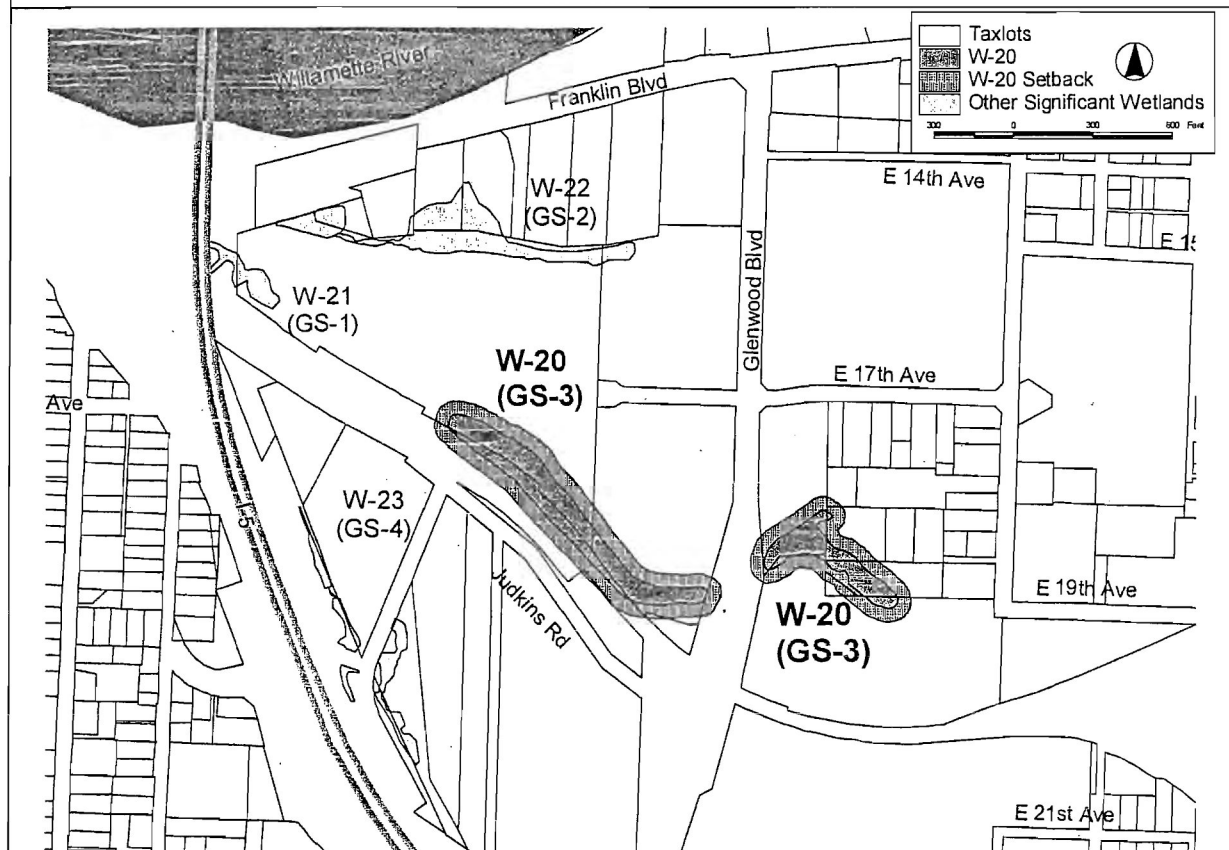 Taxlots
W-20
W-20 Setback
Other Significant Wetlands
300 0 300 600 Feet
Willamette River
Franklin Blvd
E 14th Ave
W-22
(GS-2)
E 15
Glenwood Blvd
W-21
(GS-1)
W-20
(GS-3)
E 17th Ave
Ave
W-23
(GS-4)
I-5
Judkins Rd
E 19th Ave
W-20
(GS-3)
E 21st Ave